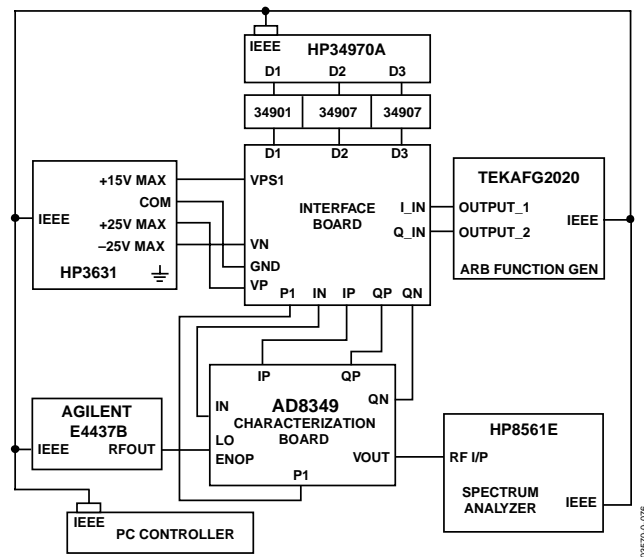 IEEE
HP34970A
D1 D2 D3
34901 34907 34907
D1 D2 D3
+15V MAX
COM
IEEE
+25V MAX
–25V MAX
HP3631
VPS1
INTERFACE
BOARD
I_IN
Q_IN
VN
GND
VP
P1 IN IP QP QN
TEKAFG2020
OUTPUT_1
IEEE
OUTPUT_2
ARB FUNCTION GEN
IP QP
IN
AD8349
QN
CHARACTERIZATION
BOARD
LO
ENOP
VOUT
P1
AGILENT
E4437B
IEEE RFOUT
HP8561E
RF I/P
SPECTRUM
ANALYZER
IEEE
IEEE
PC CONTROLLER
03570-0-076